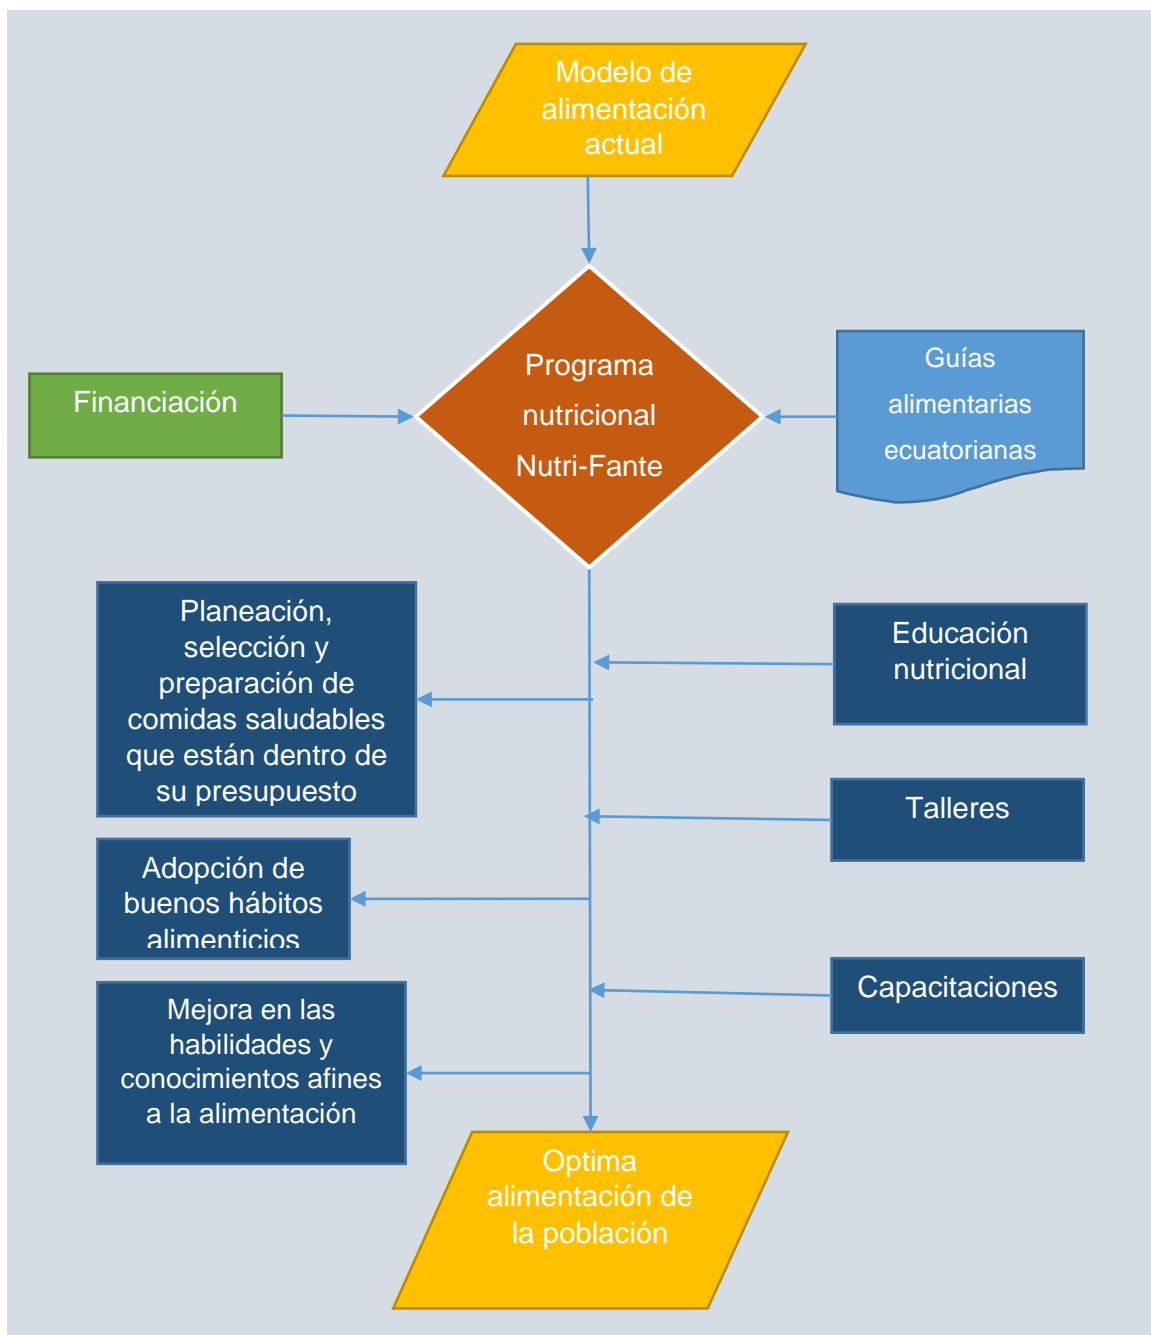 Modelo de
alimentación
actual
Financiación
Programa
nutricional
Nutri-Fante
Guías
alimentarias
ecuatorianas
Planeación,
selección y
preparación de
comidas saludables
que están dentro de
su presupuesto
Educación
nutricional
Talleres
Adopción de
buenos hábitos
alimenticios
Capacitaciones
Mejora en las
habilidades y
conocimientos afines
a la alimentación
Optima
alimentación de
la población